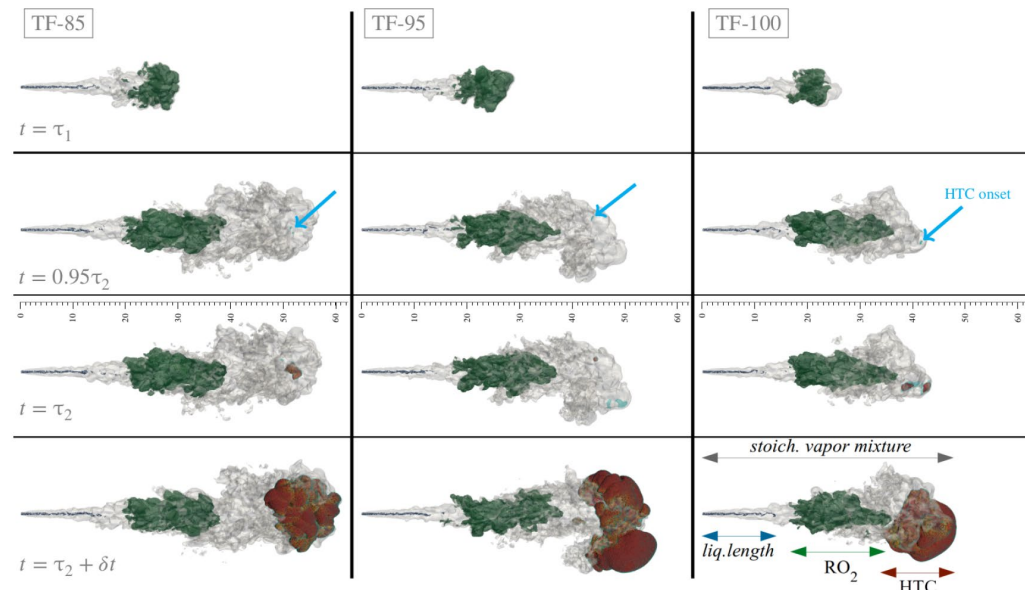 TF-85
TF-95
TF-100
t = τ₁
HTC onset
t = 0.95τ₂
0 10 20 30 40 50 60
0 10 20 30 40 50 60
0 10 20 30 40 50 60
t = τ₂
stoich. vapor mixture
liq.length
RO₂
HTC
t = τ₂ + δt